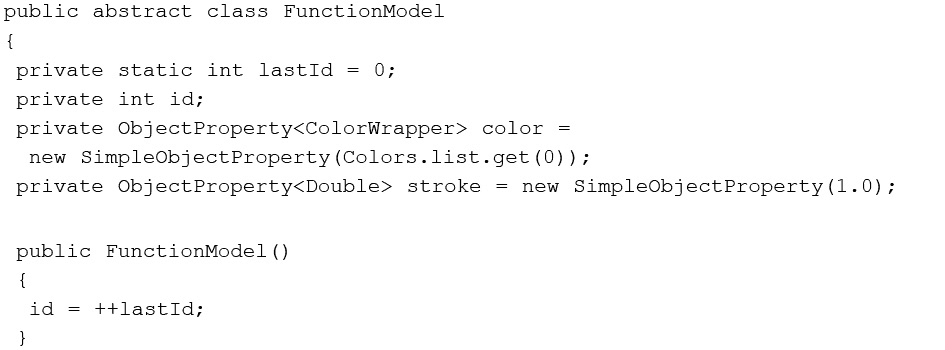 public abstract class FunctionModel
{
private static int lastId = 0;
private int id;
private ObjectProperty<ColorWrapper> color =
new SimpleObjectProperty(Colors.list.get(0));
private ObjectProperty<Double> stroke = new SimpleObjectProperty(1.0);
public FunctionModel()
{
id = ++lastId;
}